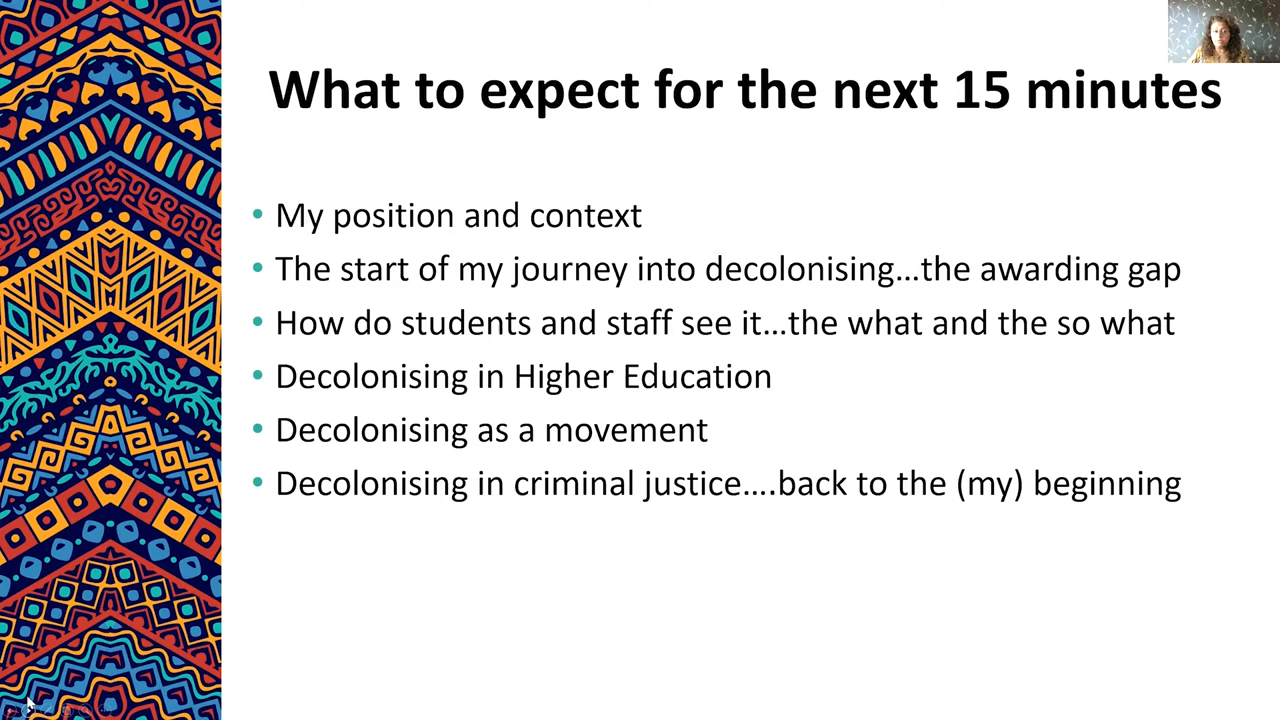 What to expect for the next 15 minutes
• My position and context
• The start of my journey into decolonising...the awarding gap
• How do students and staff see it...the what and the so what
• Decolonising in Higher Education
• Decolonising as a movement
• Decolonising in criminal justice....back to the (my) beginning